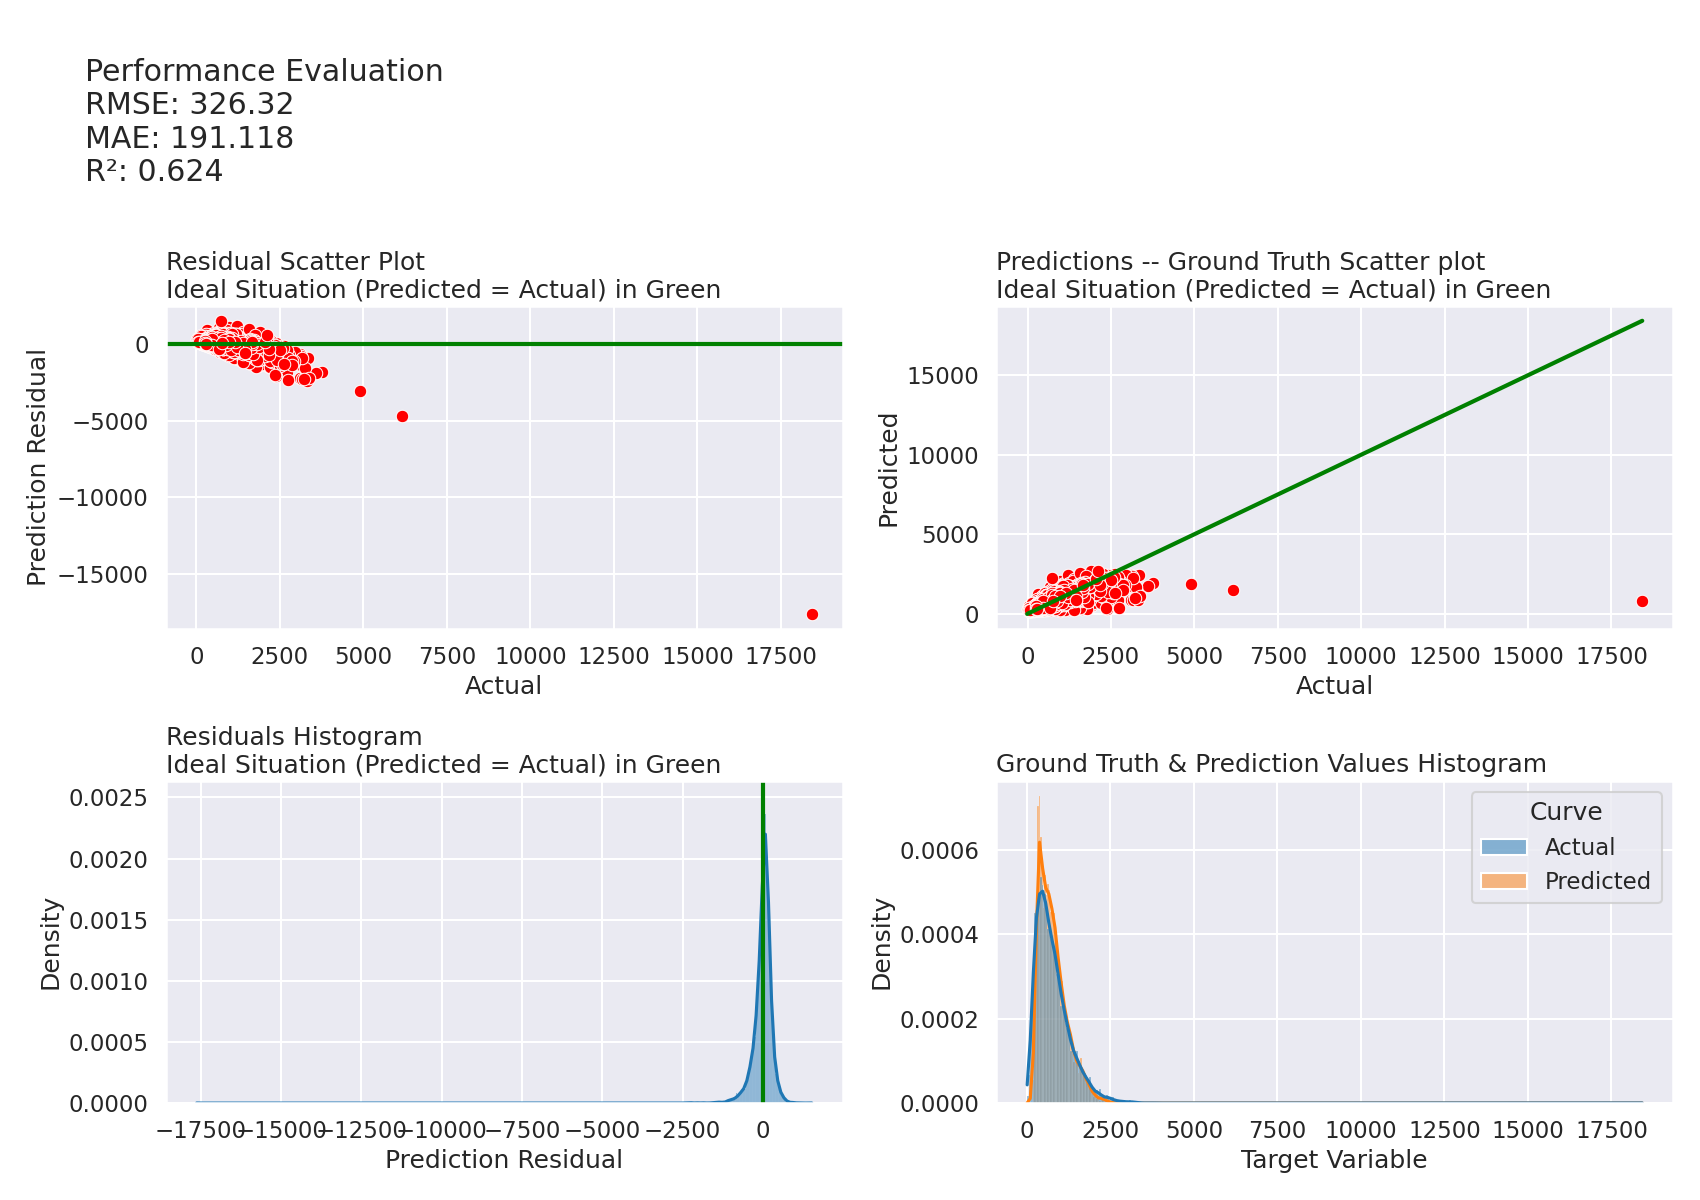 Performance Evaluation
RMSE: 326.32
MAE: 191.118
R²: 0.624
Residual Scatter Plot
Ideal Situation (Predicted = Actual) in Green
Prediction Residual
0
−5000
−10000
−15000
0 2500 5000 7500 10000 12500 15000 17500
Actual
Predictions -- Ground Truth Scatter plot
Ideal Situation (Predicted = Actual) in Green
Predicted
15000
10000
5000
0
0 2500 5000 7500 10000 12500 15000 17500
Actual
Residuals Histogram
Ideal Situation (Predicted = Actual) in Green
Density
0.0025
0.0020
0.0015
0.0010
0.0005
0.0000
−17500 −15000 −12500 −10000 −7500 −5000 −2500 0
Prediction Residual
Ground Truth & Prediction Values Histogram
Curve
Actual
Predicted
Density
0.0006
0.0004
0.0002
0.0000
0 2500 5000 7500 10000 12500 15000 17500
Target Variable